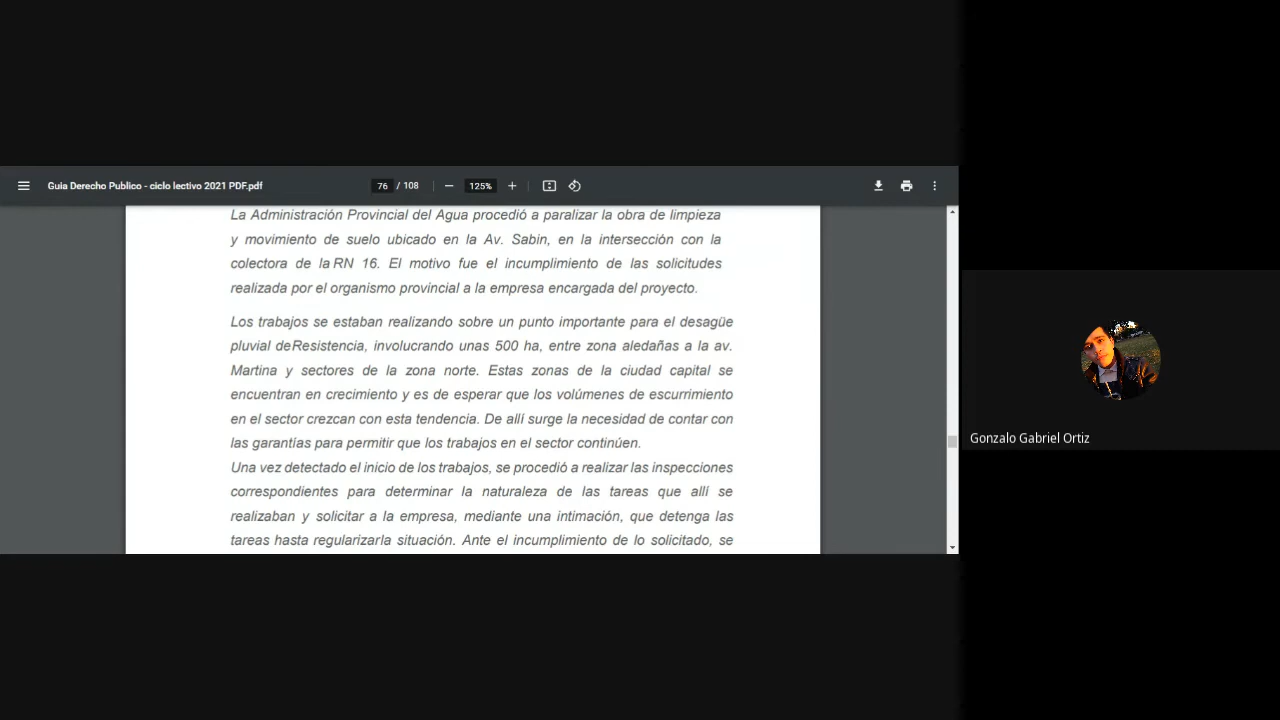 Guia Derecho Publico - ciclo lectivo 2021 PDF.pdf
76 / 108
125%
La Administración Provincial del Agua procedió a paralizar la obra de limpieza
y movimiento de suelo ubicado en la Av. Sabin, en la intersección con la
colectora de la RN 16. El motivo fue el incumplimiento de las solicitudes
realizada por el organismo provincial a la empresa encargada del proyecto.
Los trabajos se estaban realizando sobre un punto importante para el desagüe
pluvial deResistencia, involucrando unas 500 ha, entre zona aledañas a la av.
Martina y sectores de la zona norte. Estas zonas de la ciudad capital se
encuentran en crecimiento y es de esperar que los volúmenes de escurrimiento
en el sector crezcan con esta tendencia. De allí surge la necesidad de contar con
las garantías para permitir que los trabajos en el sector continúen.
Una vez detectado el inicio de los trabajos, se procedió a realizar las inspecciones
correspondientes para determinar la naturaleza de las tareas que allí se
realizaban y solicitar a la empresa, mediante una intimación, que detenga las
tareas hasta regularizarla situación. Ante el incumplimiento de lo solicitado, se
Gonzalo Gabriel Ortiz